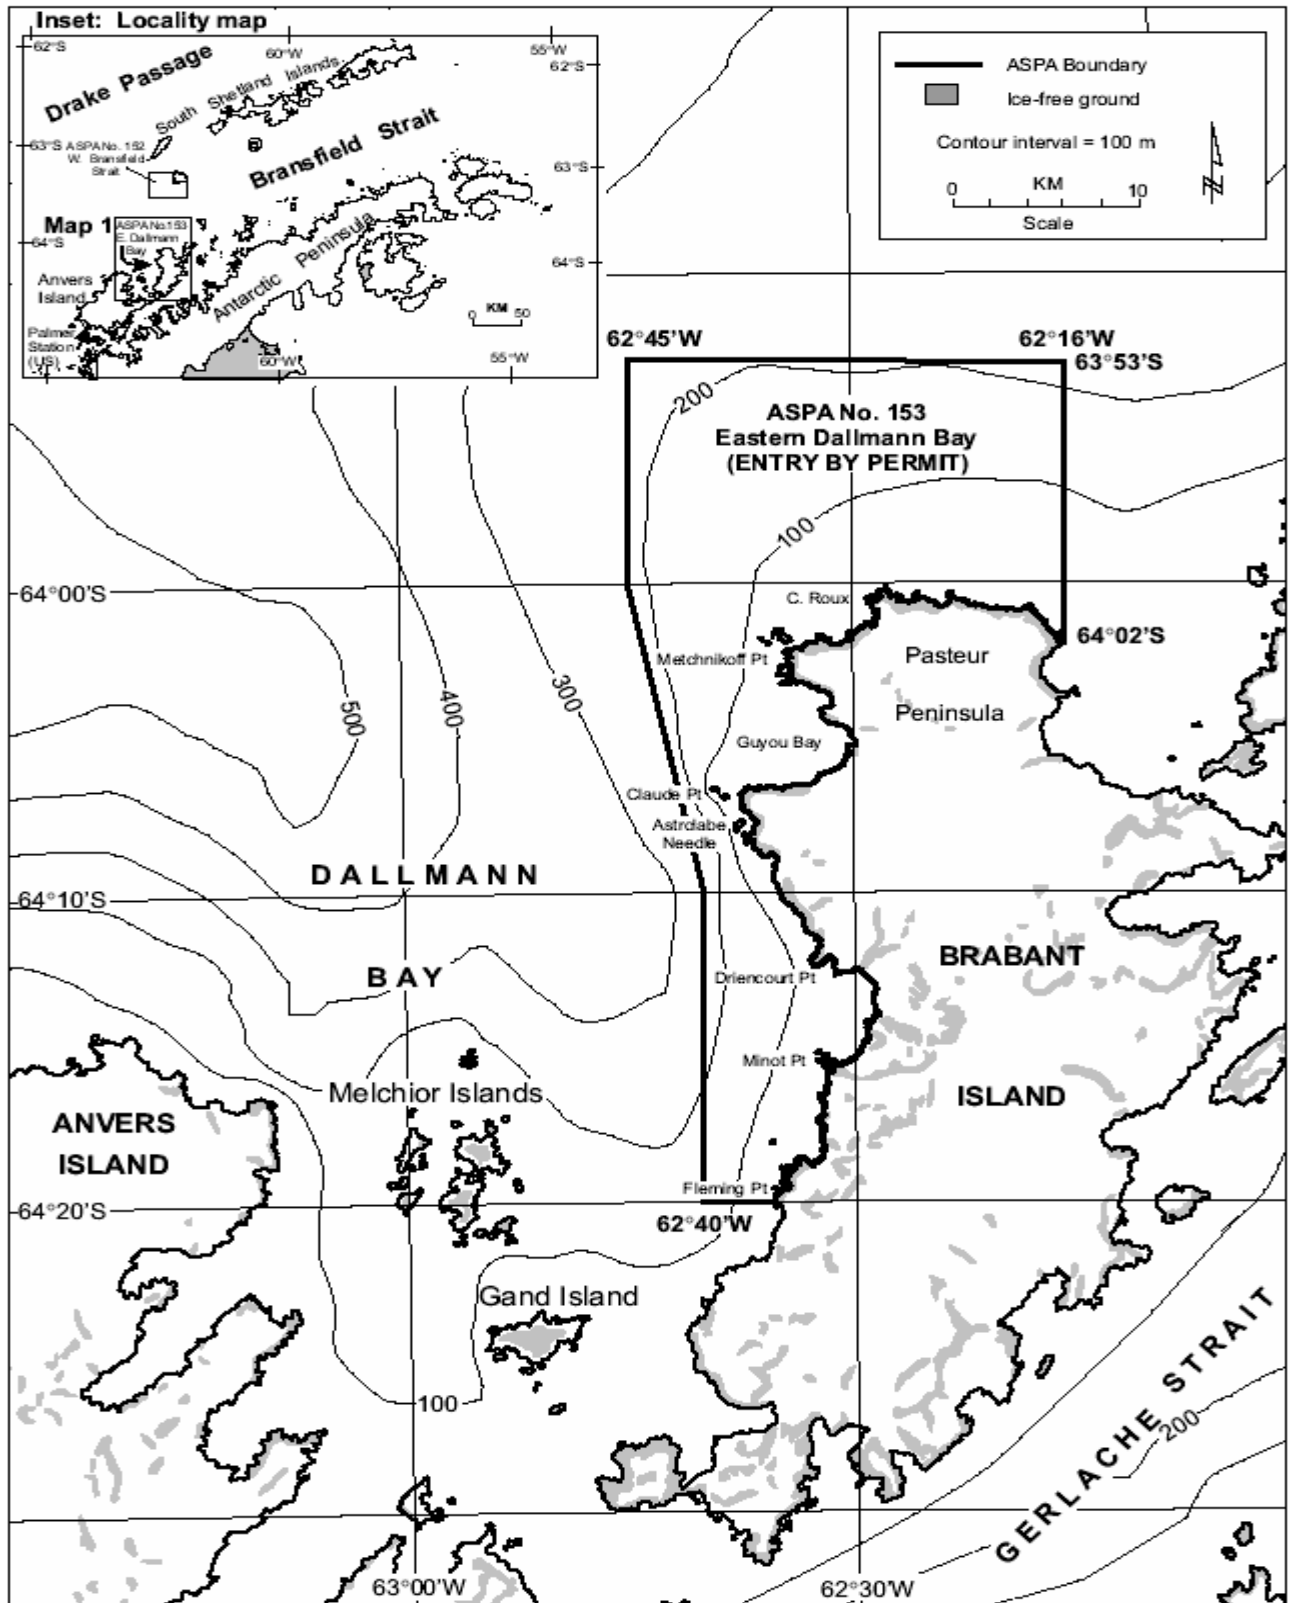 Inset: Locality map
62°S
60°W
55°W
62°S
Drake Passage
South Shetland Islands
63°S
ASPA No. 152
W. Bransfield
Strait
Bransfield Strait
63°S
Map 1
ASPA No.153
E. Dallmann
Bay
64°S
Antarctic Peninsula
64°S
Anvers
Island
Palmer
Station
(US)
0 KM 50
60°W
55°W
ASPA Boundary
Ice-free ground
Contour interval = 100 m
0 KM 10
Scale
62°45'W
62°16'W
63°53'S
200
ASPA No. 153
Eastern Dallmann Bay
(ENTRY BY PERMIT)
100
64°00'S
C. Roux
64°02'S
Metchnikoff Pt
Pasteur
Peninsula
500
400
300
Guyou Bay
Claude Pt
Astrolabe
Needle
DALLMANN
64°10'S
BRABANT
BAY
Driencourt Pt
Minot Pt
Melchior Islands
ISLAND
ANVERS
ISLAND
Fleming Pt
64°20'S
62°40'W
Gand Island
100
GERLACHE STRAIT
200
63°00'W
62°30'W